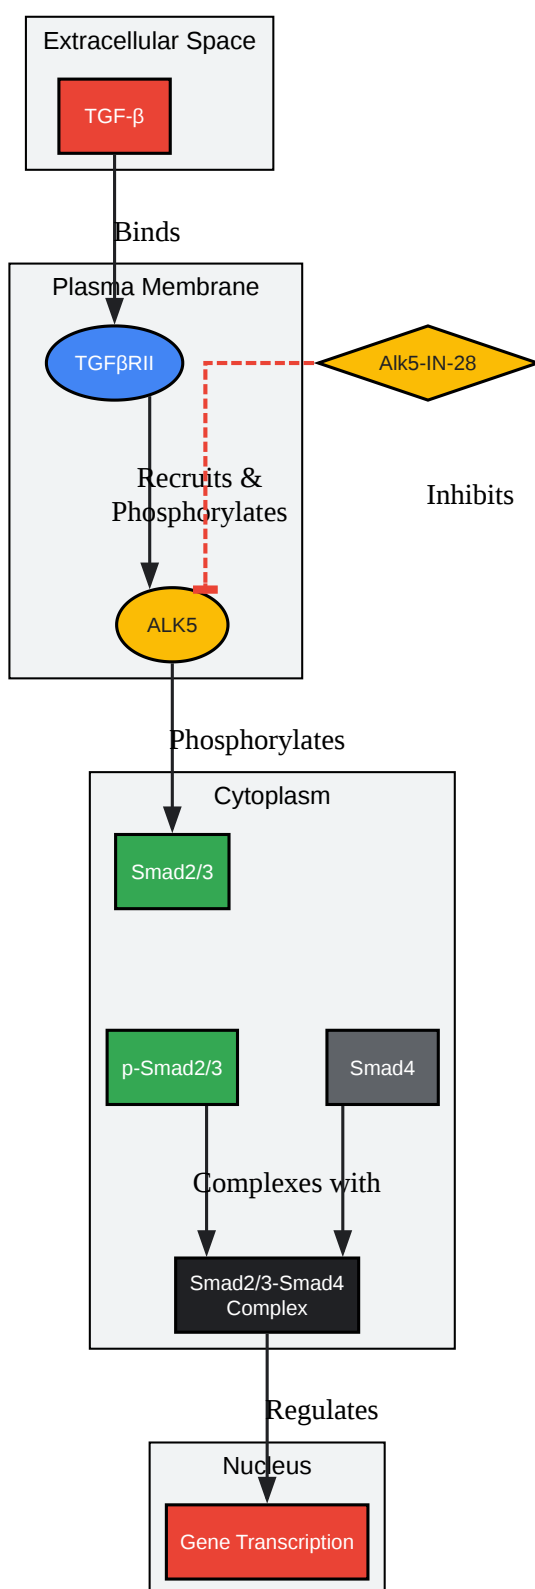 Extracellular Space
TGF-β
Binds
Plasma Membrane
TGFβRII
Alk5-IN-28
Recruits &
Phosphorylates
Inhibits
ALK5
Phosphorylates
Cytoplasm
Smad2/3
p-Smad2/3
Smad4
Complexes with
Smad2/3-Smad4
Complex
Regulates
Nucleus
Gene Transcription